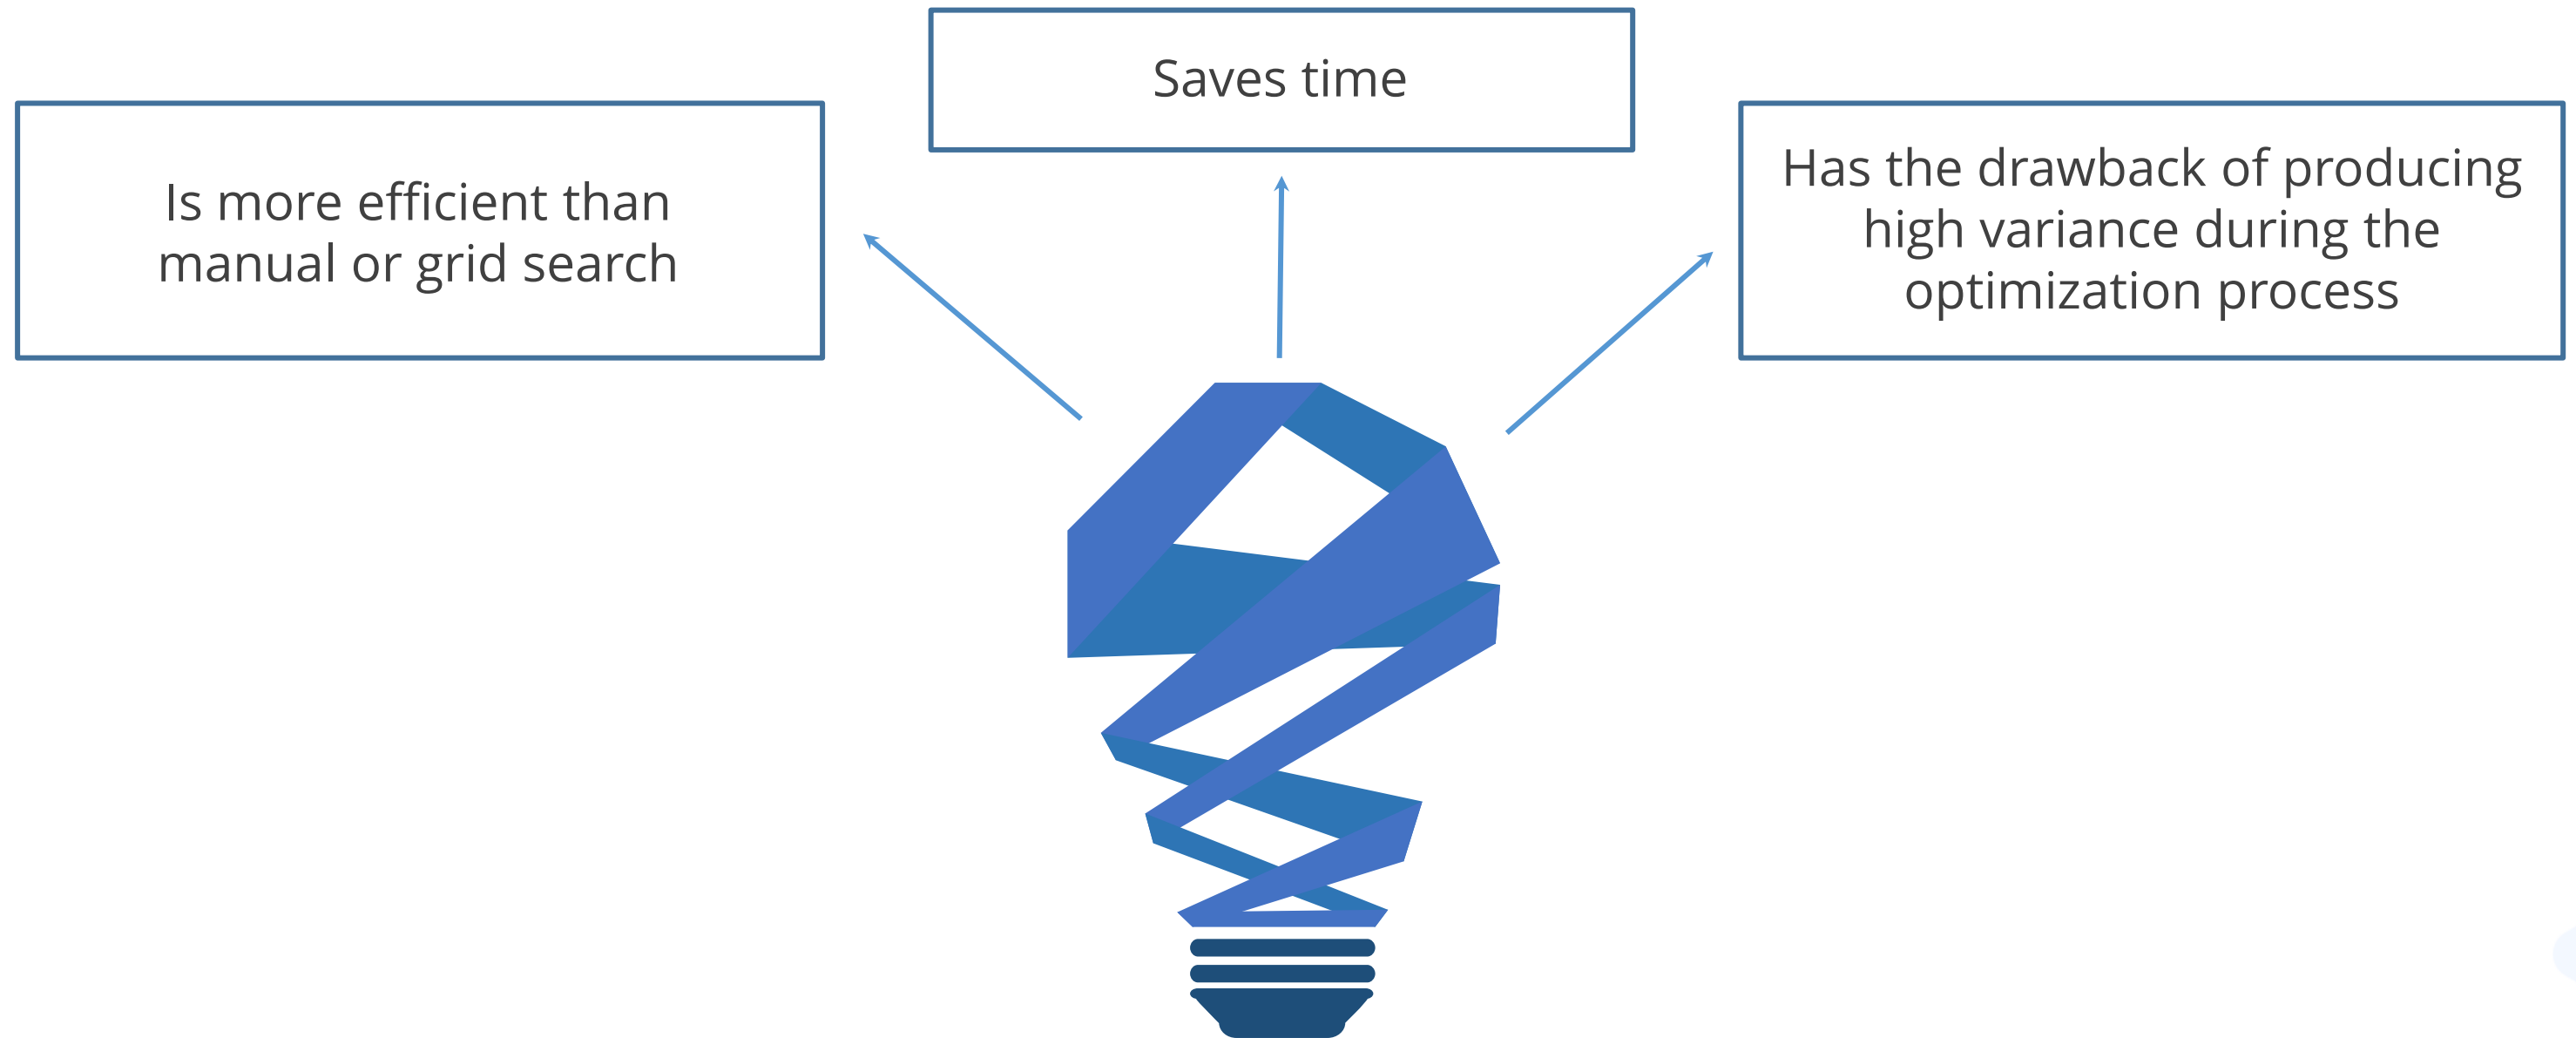 Saves time
Is more efficient than
manual or grid search
Has the drawback of producing
high variance during the
optimization process